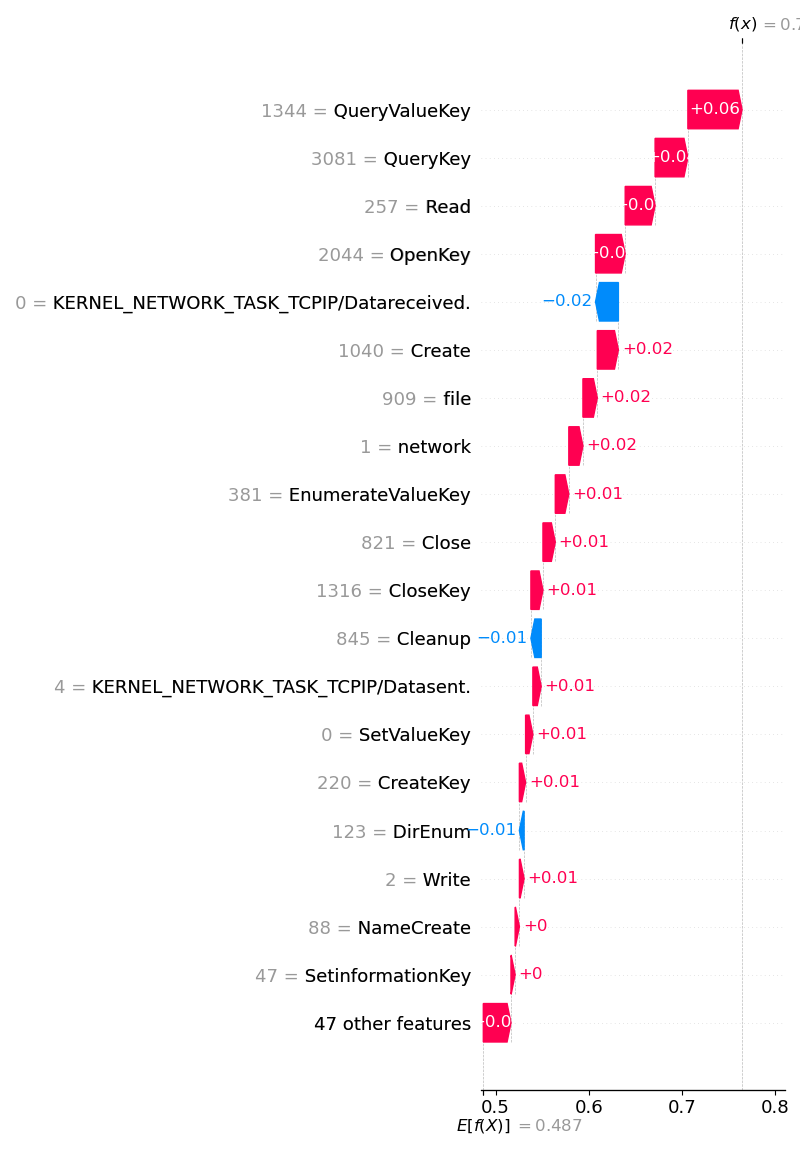 f(x) = 0.7
1344 = QueryValueKey +0.06
3081 = QueryKey
257 = Read
2044 = OpenKey
0 = KERNEL_NETWORK_TASK_TCPIP/Datareceived. −0.02
1040 = Create +0.02
909 = file +0.02
1 = network +0.02
381 = EnumerateValueKey +0.01
821 = Close +0.01
1316 = CloseKey +0.01
845 = Cleanup −0.01
4 = KERNEL_NETWORK_TASK_TCPIP/Datasent. +0.01
0 = SetValueKey +0.01
220 = CreateKey +0.01
123 = DirEnum −0.01
2 = Write +0.01
88 = NameCreate +0
47 = SetinformationKey +0
47 other features
0.5 0.6 0.7 0.8
E[f(X)] = 0.487